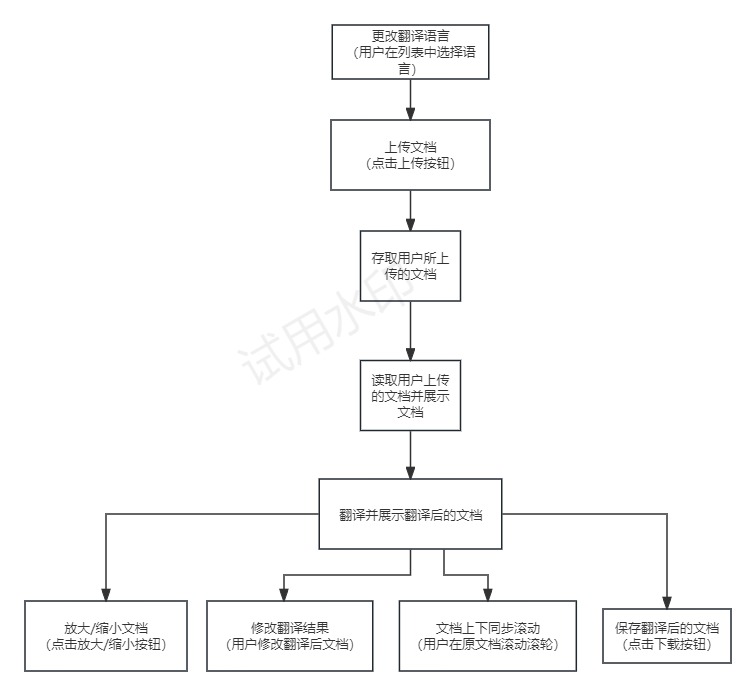 更改翻译语言
（用户在列表中选择语
言）
上传文档
（点击上传按钮）
存取用户所上
传的文档
试用水印
读取用户上传
的文档并展示
文档
翻译并展示翻译后的文档
放大/缩小文档
（点击放大/缩小按钮）
修改翻译结果
（用户修改翻译后文档）
文档上下同步滚动
（用户在原文档滚动滚轮）
保存翻译后的文档
（点击下载按钮）